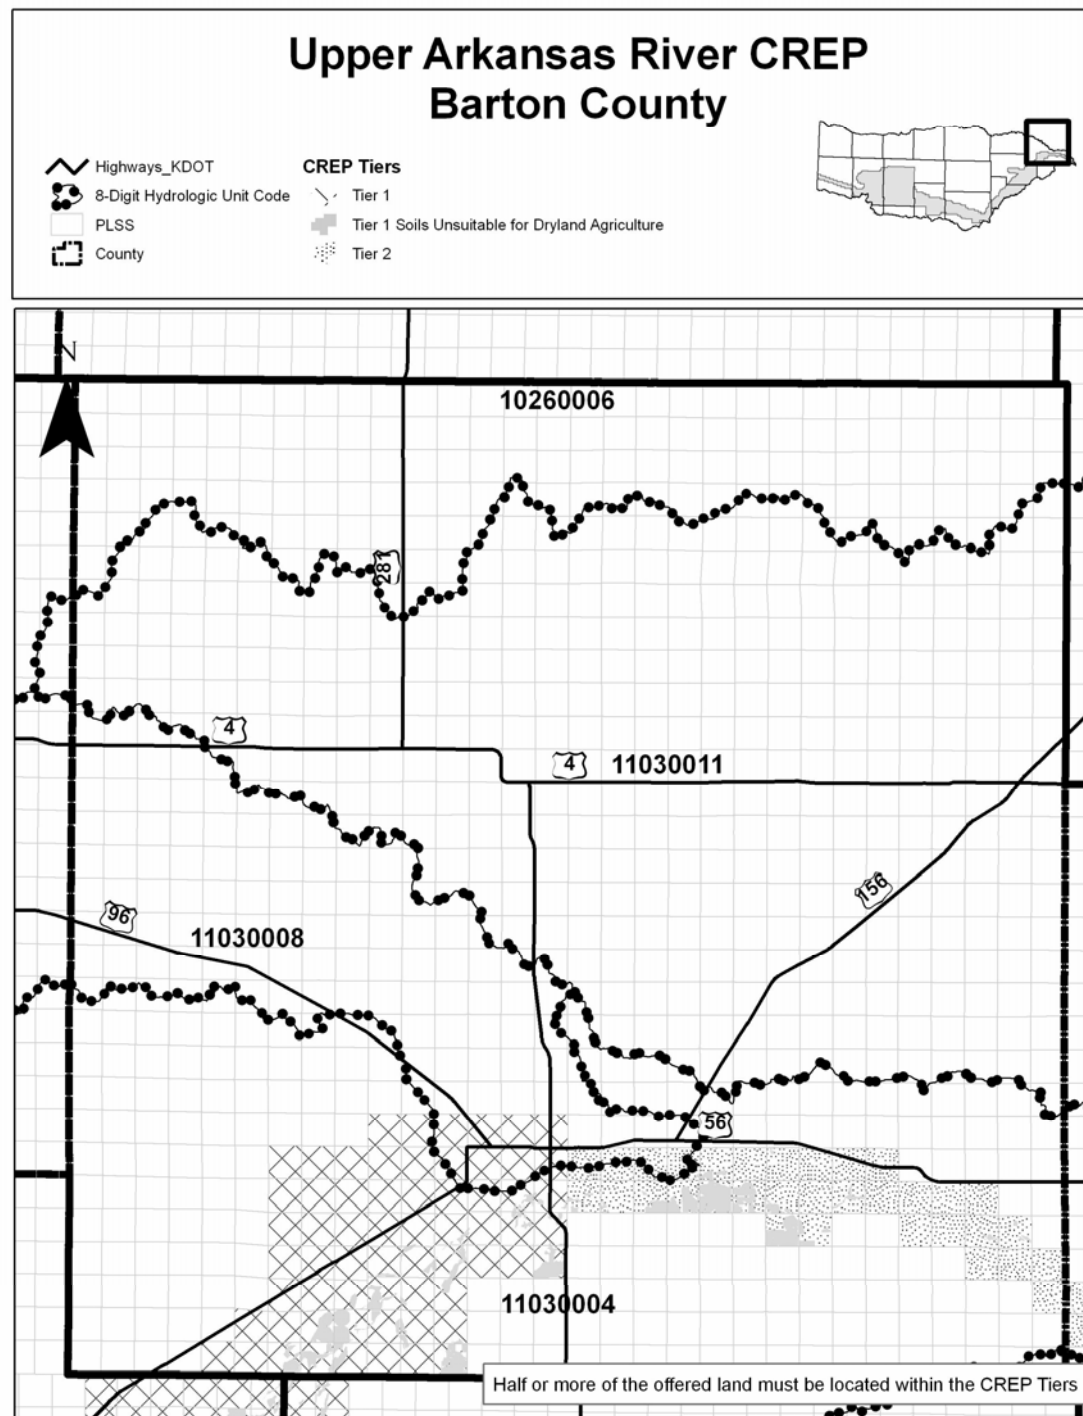 Upper Arkansas River CREP
Barton County
Highways_KDOT
8-Digit Hydrologic Unit Code
PLSS
County
CREP Tiers
Tier 1
Tier 1 Soils Unsuitable for Dryland Agriculture
Tier 2
N
10260006
281
4
4
11030011
156
96
11030008
56
11030004
Half or more of the offered land must be located within the CREP Tiers